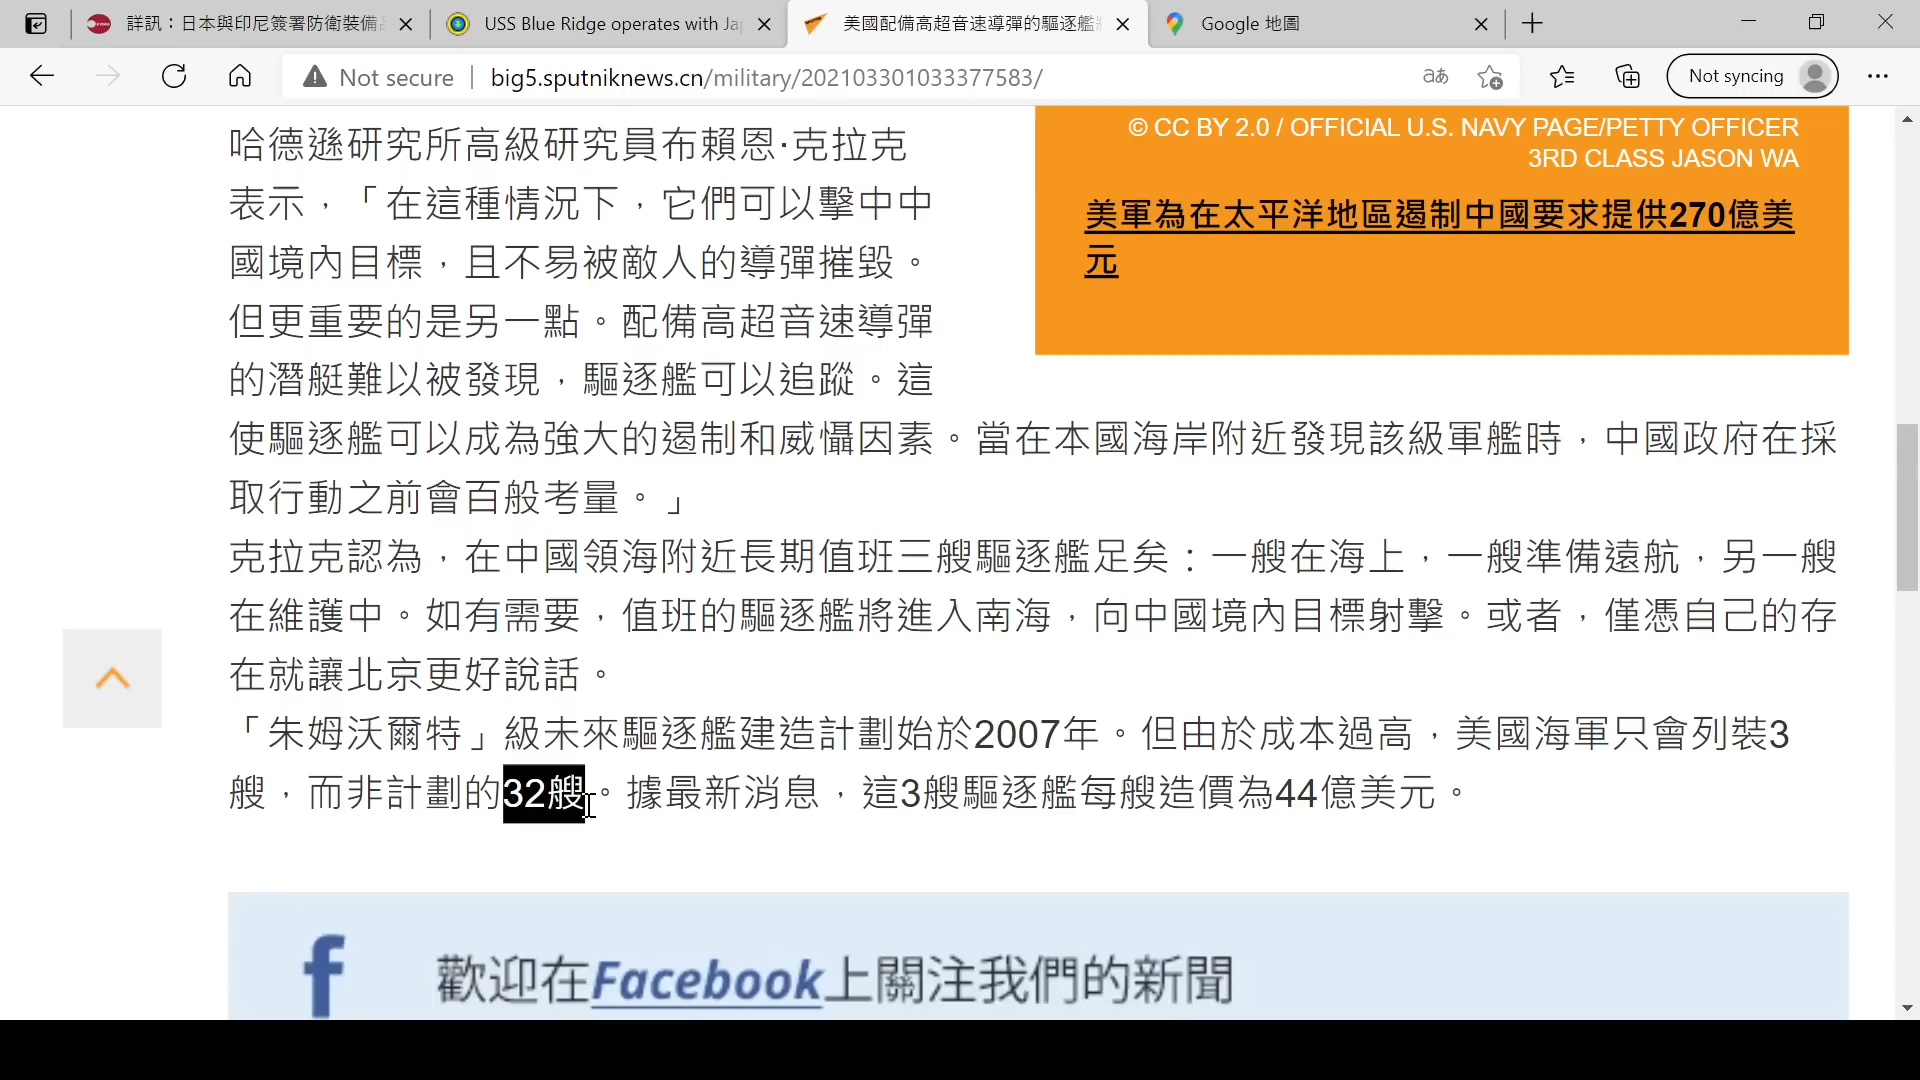 詳訊：日本與印尼簽署防衛裝備
USS Blue Ridge operates with Ja
美國配備高超音速導彈的驅逐艦
Google 地圖
Not secure
big5.sputniknews.cn/military/202103301033377583/
Not syncing
哈德遜研究所高級研究員布賴恩·克拉克
表示，「在這種情況下，它們可以擊中中
國境內目標，且不易被敵人的導彈摧毀。
但更重要的是另一點。配備高超音速導彈
的潛艇難以被發現，驅逐艦可以追蹤。這
使驅逐艦可以成為強大的遏制和威懾因素。當在本國海岸附近發現該級軍艦時，中國政府在採
取行動之前會百般考量。」
© CC BY 2.0 / OFFICIAL U.S. NAVY PAGE/PETTY OFFICER
3RD CLASS JASON WA
美軍為在太平洋地區遏制中國要求提供270億美
元
克拉克認為，在中國領海附近長期值班三艘驅逐艦足矣：一艘在海上，一艘準備遠航，另一艘
在維護中。如有需要，值班的驅逐艦將進入南海，向中國境內目標射擊。或者，僅憑自己的存
在就讓北京更好說話。
「朱姆沃爾特」級未來驅逐艦建造計劃始於2007年。但由於成本過高，美國海軍只會列裝3
艘，而非計劃的32艘。據最新消息，這3艘驅逐艦每艘造價為44億美元。
歡迎在Facebook上關注我們的新聞